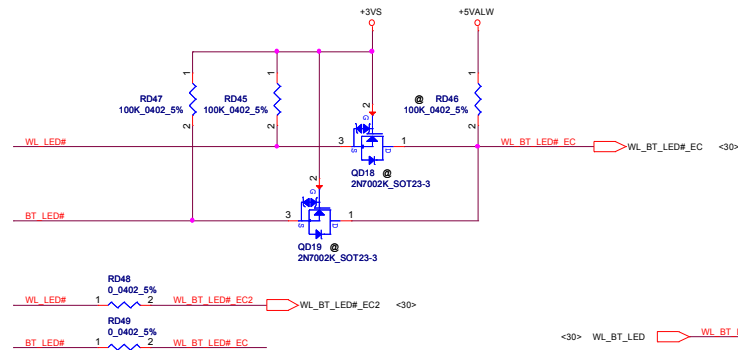 +3VS +5VALW
1 1 2 1
RD47 RD45 @ RD46
100K_0402_5% 100K_0402_5% 100K_0402_5%
2 2 G 2
WL_LED# 3 S D 1 WL_BT_LED#_EC WL_BT_LED#_EC <30>
QD18 @
2N7002K_SOT23-3
2
G
BT_LED# 3 S D 1
QD19 @
2N7002K_SOT23-3
RD48
0_0402_5%
WL_LED# 1 2 WL_BT_LED#_EC2 WL_BT_LED#_EC2 <30>
RD49
0_0402_5%
BT_LED# 1 2 WL_BT_LED#_EC
<30> WL_BT_LED